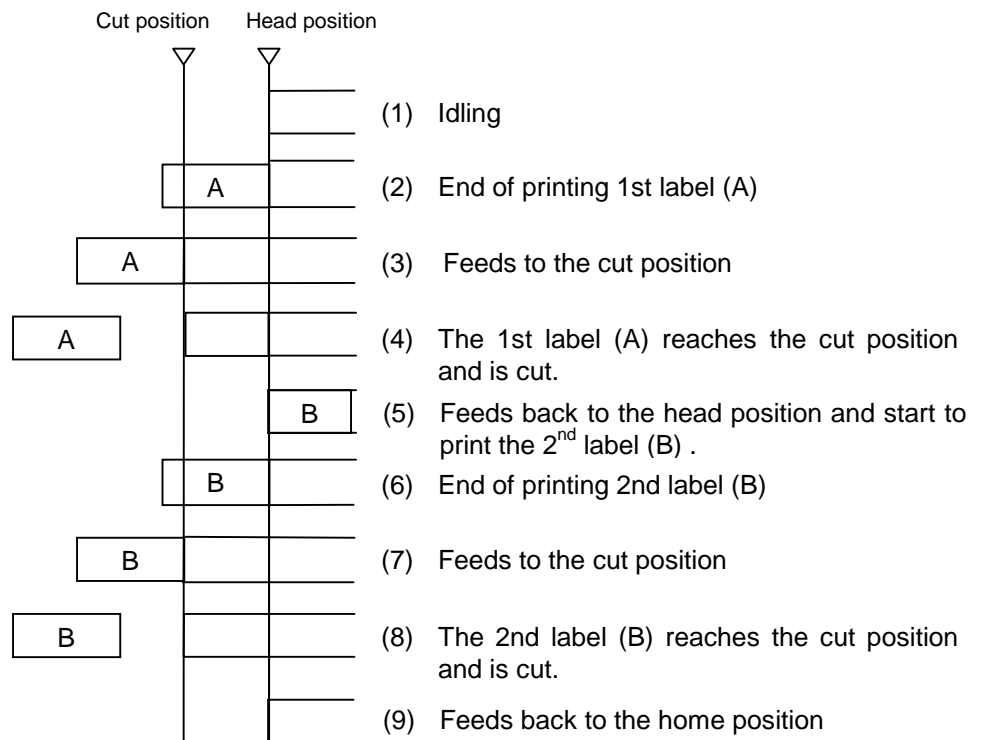 Cut position Head position
(1) Idling
A (2) End of printing 1st label (A)
A (3) Feeds to the cut position
A (4) The 1st label (A) reaches the cut position
and is cut.
B (5) Feeds back to the head position and start to
print the 2nd label (B) .
B (6) End of printing 2nd label (B)
B (7) Feeds to the cut position
B (8) The 2nd label (B) reaches the cut position
and is cut.
(9) Feeds back to the home position